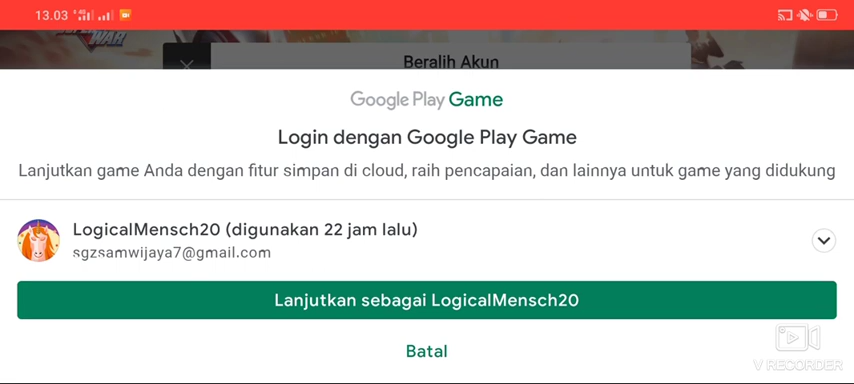 13.03
WAR
Beralih Akun
Google Play Game
Login dengan Google Play Game
Lanjutkan game Anda dengan fitur simpan di cloud, raih pencapaian, dan lainnya untuk game yang didukung
LogicalMensch20 (digunakan 22 jam lalu)
sgzsamwijaya7@gmail.com
Lanjutkan sebagai LogicalMensch20
Batal
V RECORDER